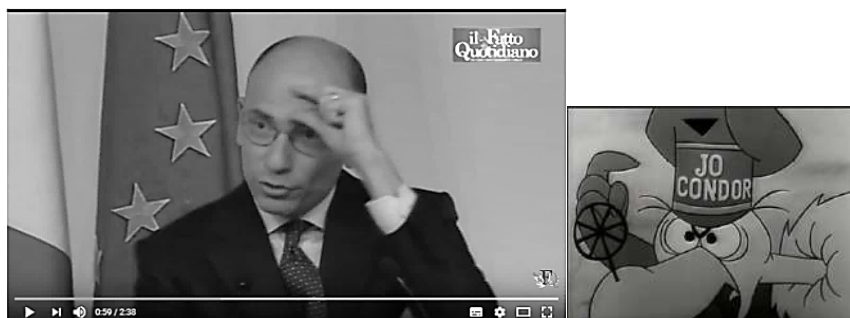 il Fatto
Quotidiano
F
0:59 / 2:38
JO
CONDOR